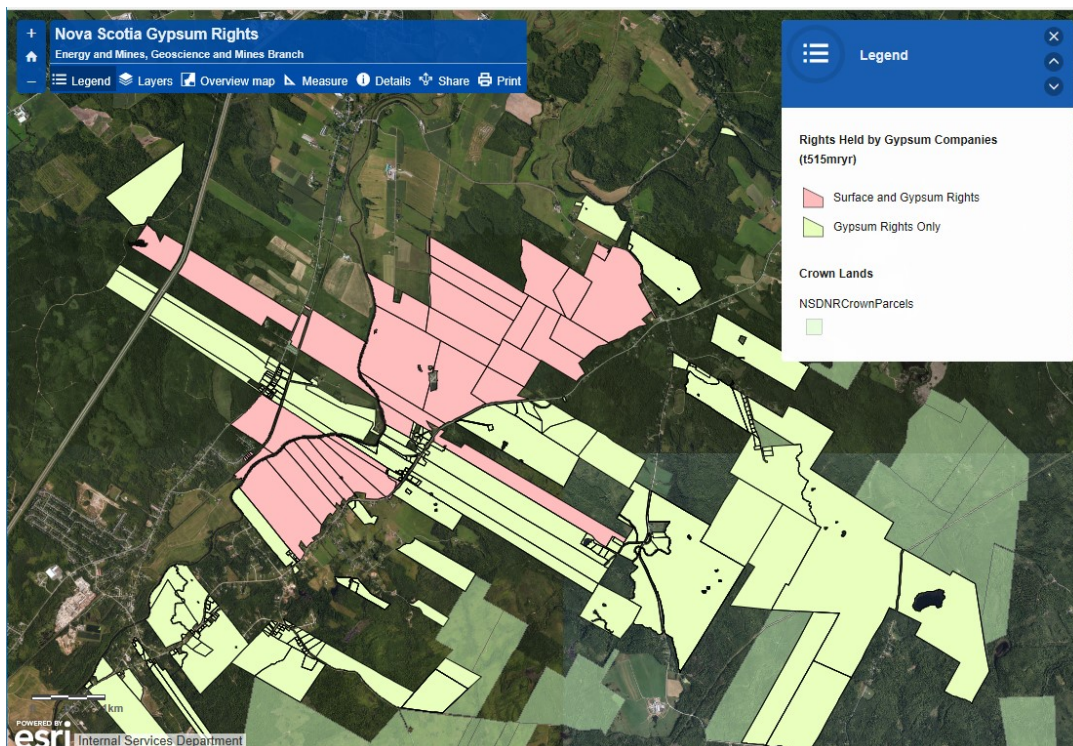 Nova Scotia Gypsum Rights
Energy and Mines, Geoscience and Mines Branch
Legend Layers Overview map Measure Details Share Print
Legend
Rights Held by Gypsum Companies
(t515mryr)
Surface and Gypsum Rights
Gypsum Rights Only
Crown Lands
NSDNRCrownParcels
1km
POWERED BY
esri
Internal Services Department